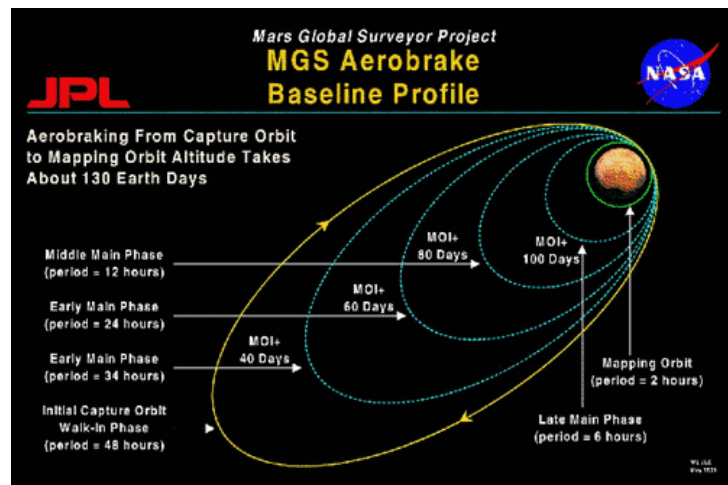 Mars Global Surveyor Project
MGS Aerobrake
Baseline Profile
JPL
NASA
Aerobraking From Capture Orbit
to Mapping Orbit Altitude Takes
About 130 Earth Days
Middle Main Phase
(period = 12 hours)
MOI+
80 Days
MOI+
100 Days
Early Main Phase
(period = 24 hours)
MOI+
60 Days
Early Main Phase
(period = 34 hours)
MOI+
40 Days
Mapping Orbit
(period = 2 hours)
Initial Capture Orbit
Walk-In Phase
(period = 48 hours)
Late Main Phase
(period = 6 hours)